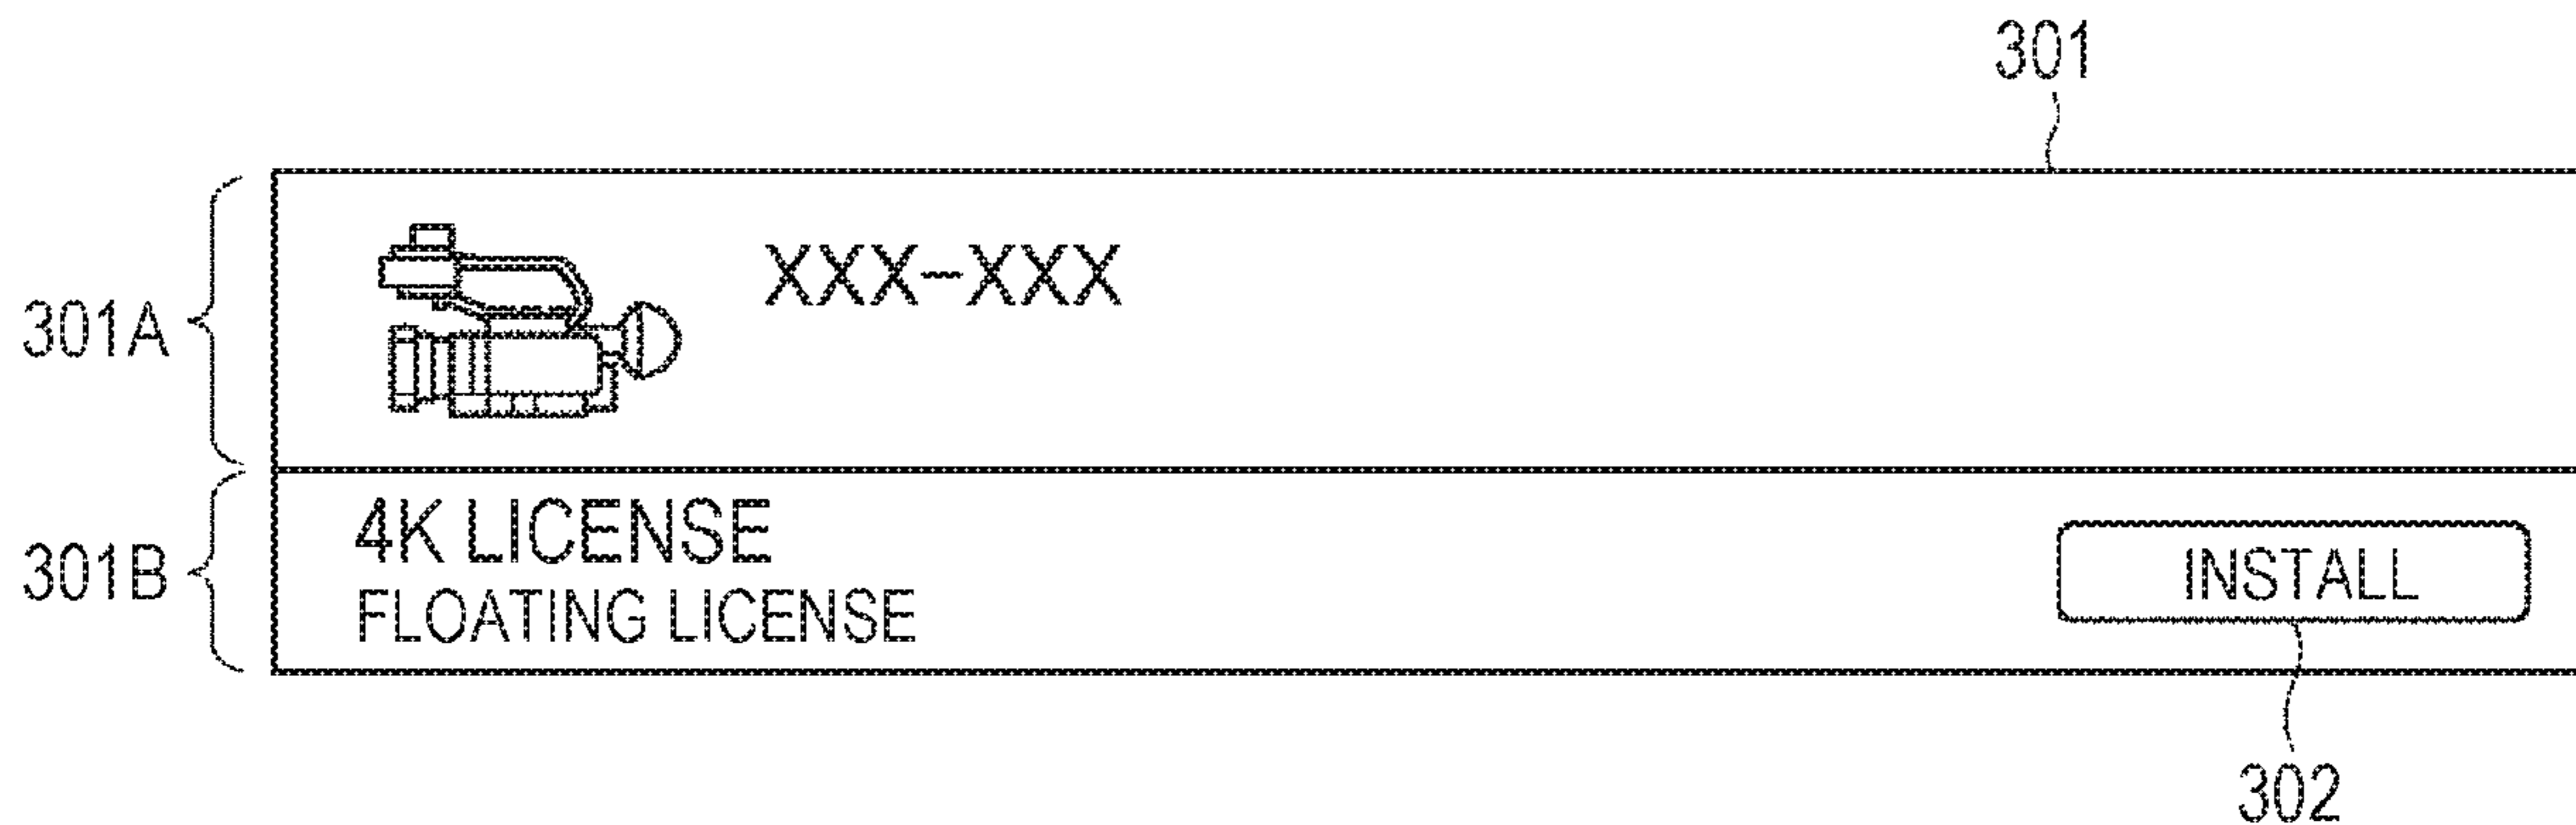 301
301A
XXX-XXX
301B
4K LICENSE
FLOATING LICENSE
INSTALL
302